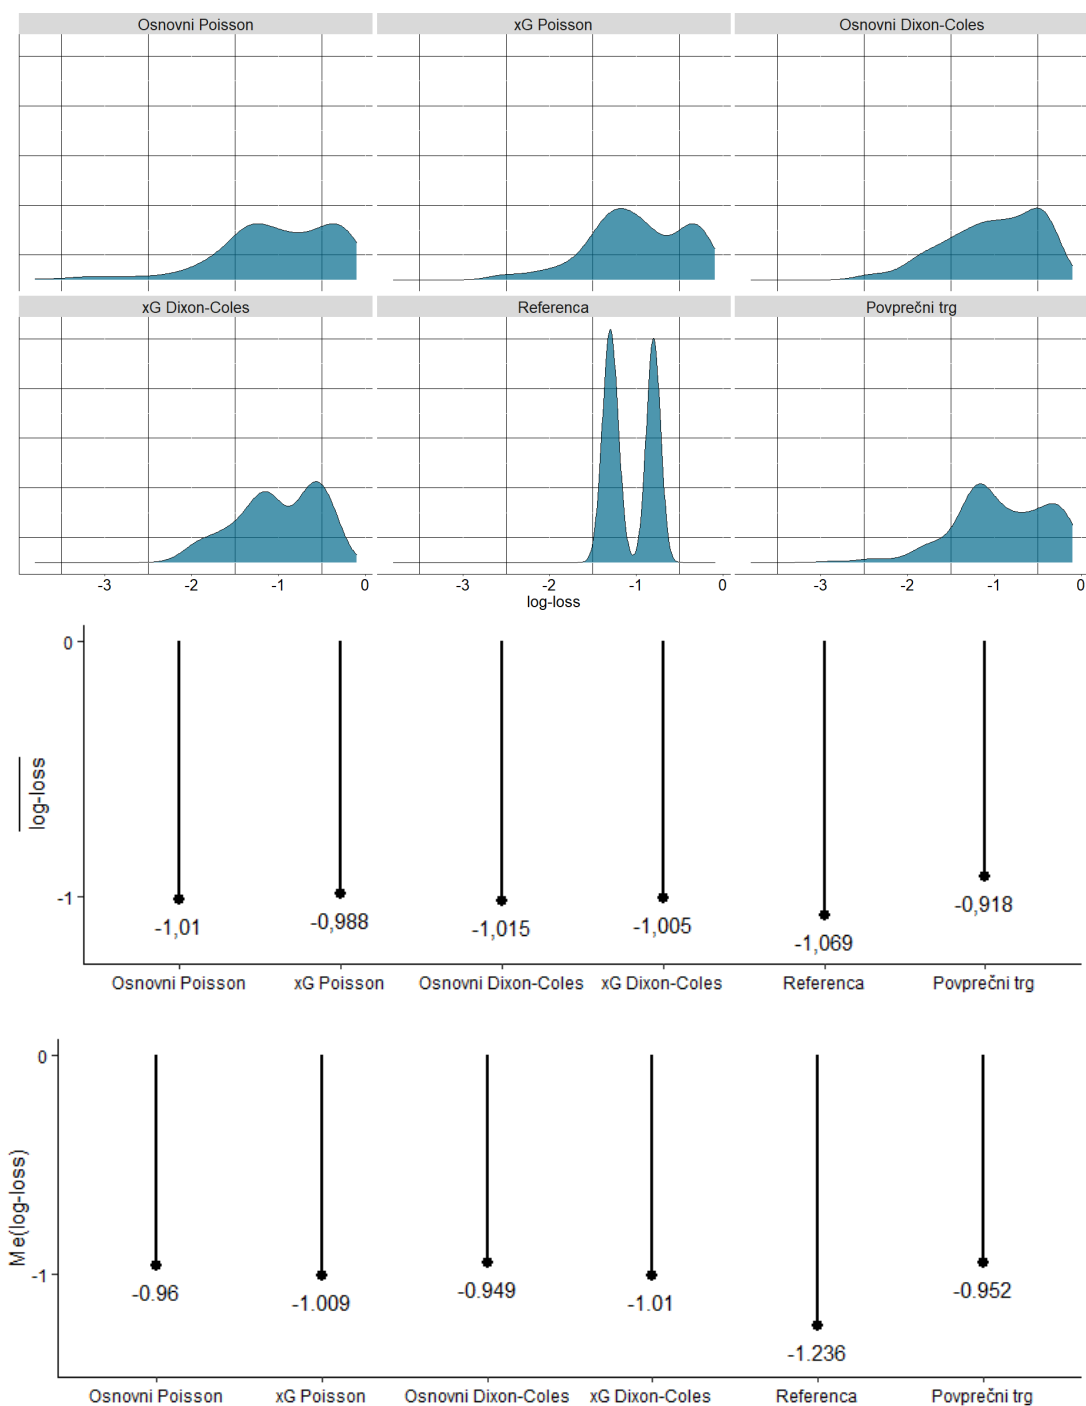 Osnovni Poisson xG Poisson Osnovni Dixon-Coles
xG Dixon-Coles Referenca Povprečni trg
-3 -2 -1 0 -3 -2 -1 0 -3 -2 -1 0
log-loss
0
log-loss
-1
-1,01 -0,988 -1,015 -1,005 -1,069 -0,918
Osnovni Poisson xG Poisson Osnovni Dixon-Coles xG Dixon-Coles Referenca Povprečni trg
0
Me(log-loss)
-1
-0.96 -1.009 -0.949 -1.01 -1.236 -0.952
Osnovni Poisson xG Poisson Osnovni Dixon-Coles xG Dixon-Coles Referenca Povprečni trg